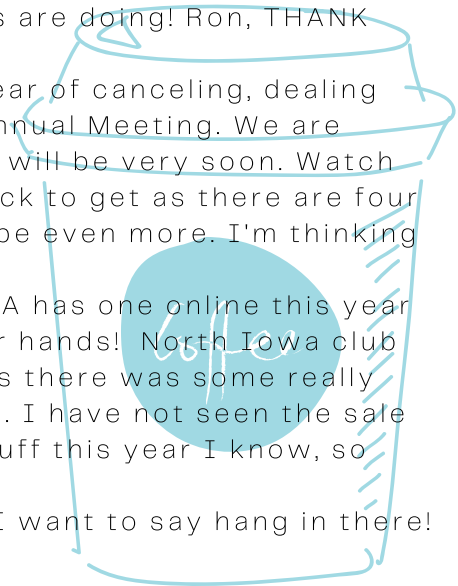 s are doing! Ron, THANK
ear of canceling, dealing
nnual Meeting. We are
will be very soon. Watch
ck to get as there are four
be even more. I'm thinking
A has one online this year
r hands! North Iowa club
coffee
s there was some really
. I have not seen the sale
uff this year I know, so
I want to say hang in there!